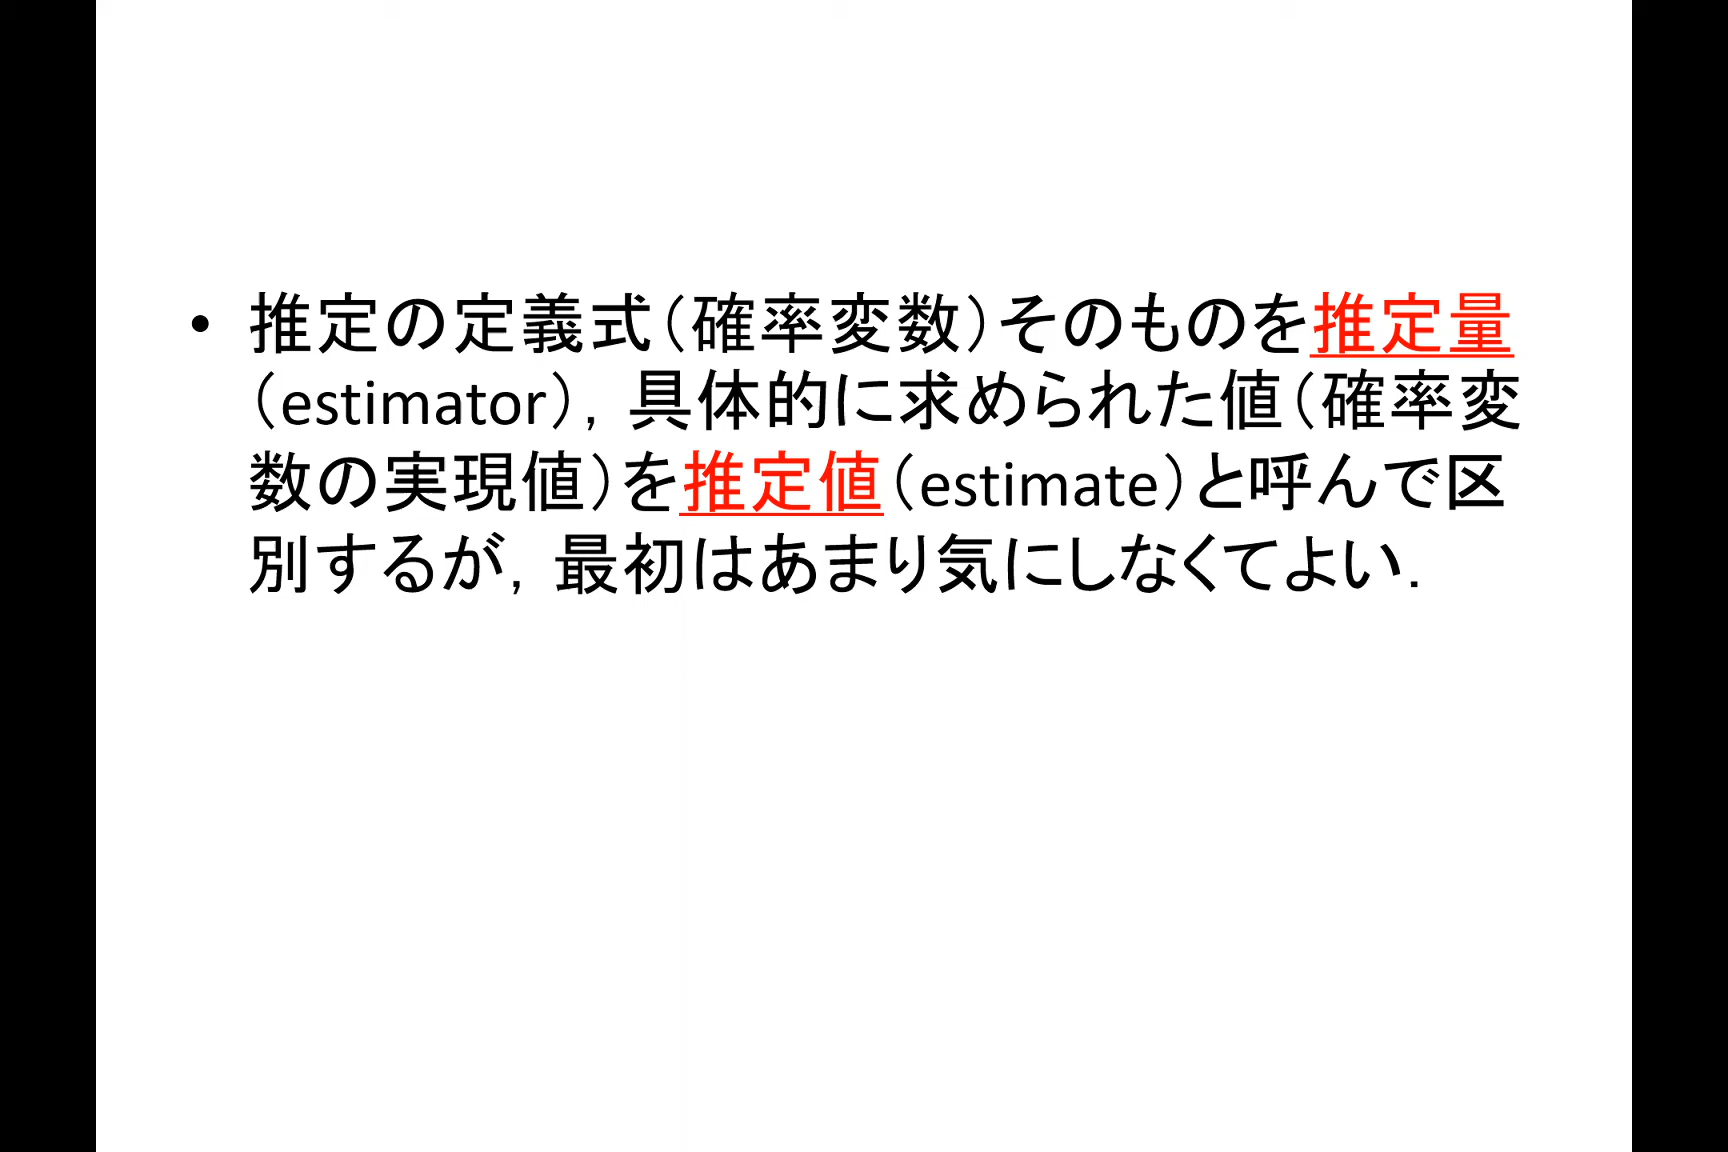 • 推定の定義式（確率変数）そのものを推定量
（estimator），具体的に求められた値（確率変
数の実現値）を推定値（estimate）と呼んで区
別するが，最初はあまり気にしなくてよい．